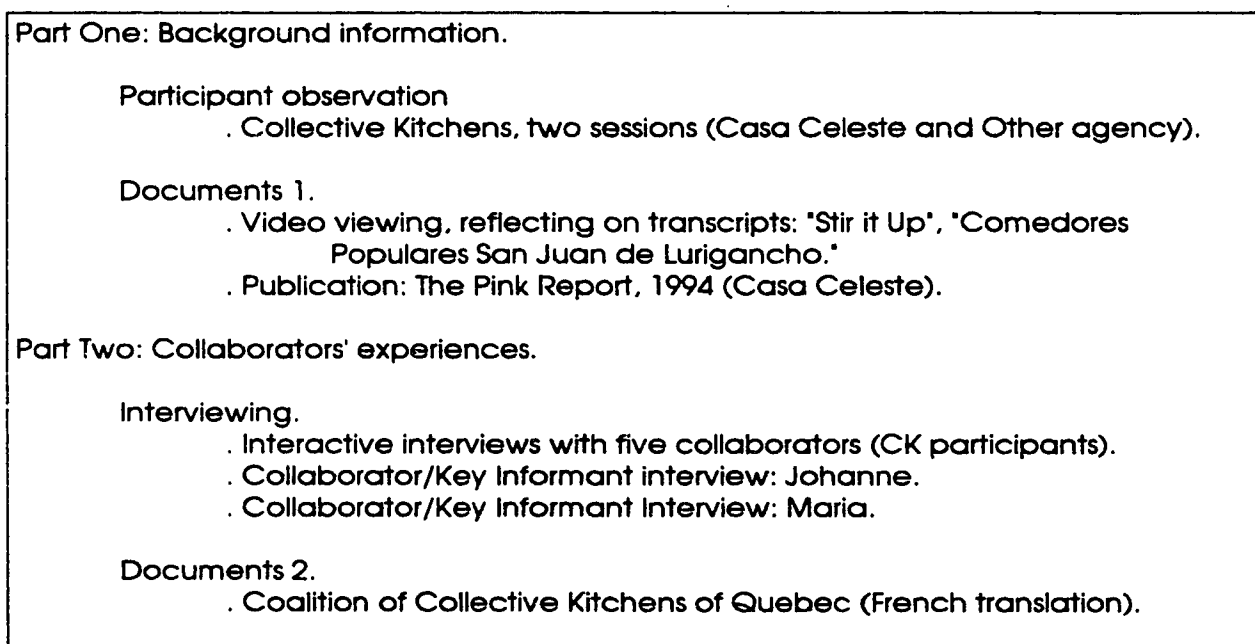 Part One: Background information.
Participant observation
. Collective Kitchens, two sessions (Casa Celeste and Other agency).
Documents 1.
. Video viewing, reflecting on transcripts: "Stir it Up", "Comedores
Populares San Juan de Lurigancho."
. Publication: The Pink Report, 1994 (Casa Celeste).
Part Two: Collaborators' experiences.
Interviewing.
. Interactive interviews with five collaborators (CK participants).
. Collaborator/Key Informant interview: Johanne.
. Collaborator/Key Informant Interview: Maria.
Documents 2.
. Coalition of Collective Kitchens of Quebec (French translation).